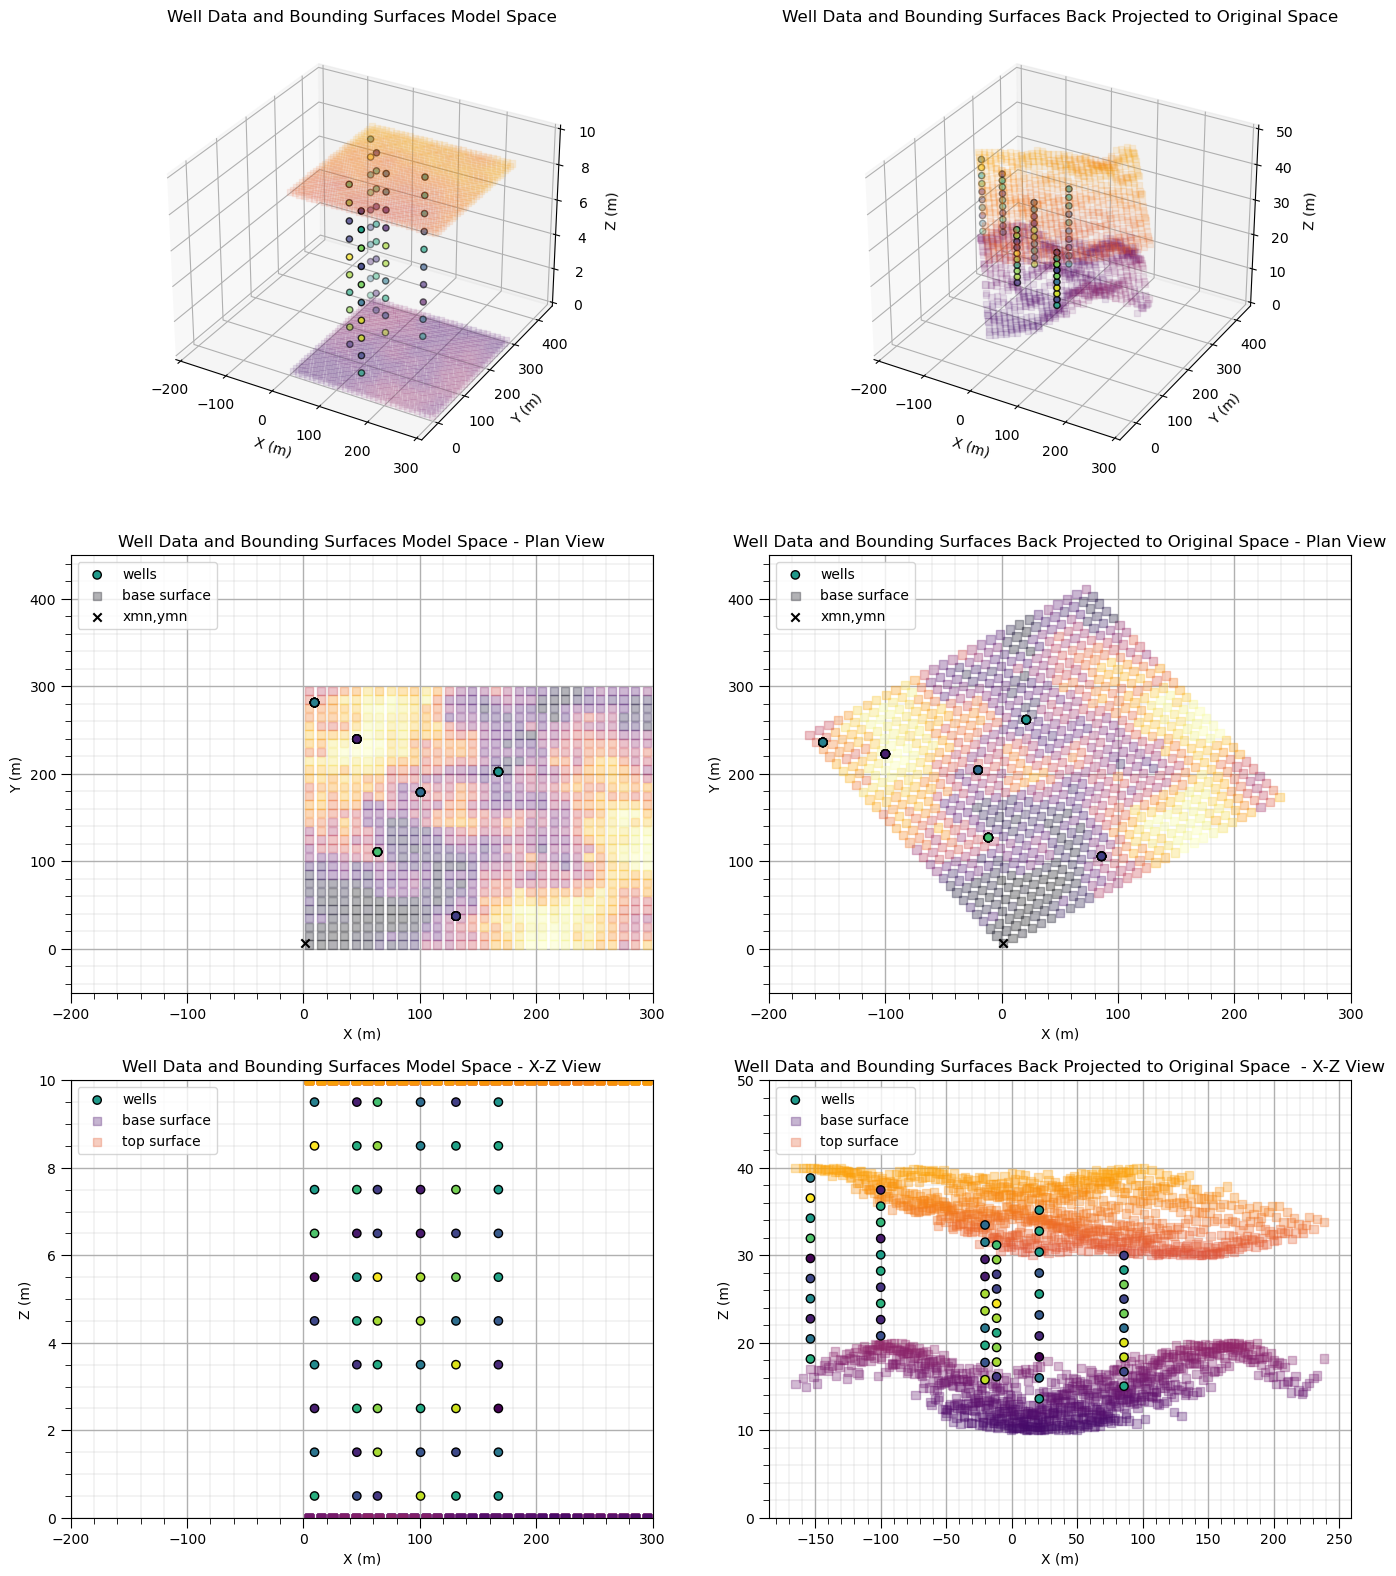 Well Data and Bounding Surfaces Model Space
10
8
6
4
2
0
Z (m)
−200
−100
0
100
200
300
X (m)
0
100
200
300
400
Y (m)
Well Data and Bounding Surfaces Back Projected to Original Space
50
40
30
20
10
0
Z (m)
−200
−100
0
100
200
300
X (m)
0
100
200
300
400
Y (m)
Well Data and Bounding Surfaces Model Space - Plan View
wells
base surface
xmn,ymn
400
300
200
100
0
Y (m)
−200 −100 0 100 200 300
X (m)
Well Data and Bounding Surfaces Back Projected to Original Space - Plan View
wells
base surface
xmn,ymn
400
300
200
100
0
Y (m)
−200 −100 0 100 200 300
X (m)
Well Data and Bounding Surfaces Model Space - X-Z View
wells
base surface
top surface
10
8
6
4
2
0
Z (m)
−200 −100 0 100 200 300
X (m)
Well Data and Bounding Surfaces Back Projected to Original Space  - X-Z View
wells
base surface
top surface
50
40
30
20
10
0
Z (m)
−150 −100 −50 0 50 100 150 200 250
X (m)